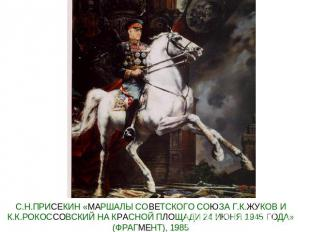 С.Н.ПРИСЕКИН «МАРШАЛЫ СОВЕТСКОГО СОЮЗА Г.К.ЖУКОВ И
К.К.РОКОССОВСКИЙ НА КРАСНОЙ ПЛОЩАДИ 24 ИЮНЯ 1945 ГОДА»
(ФРАГМЕНТ), 1985